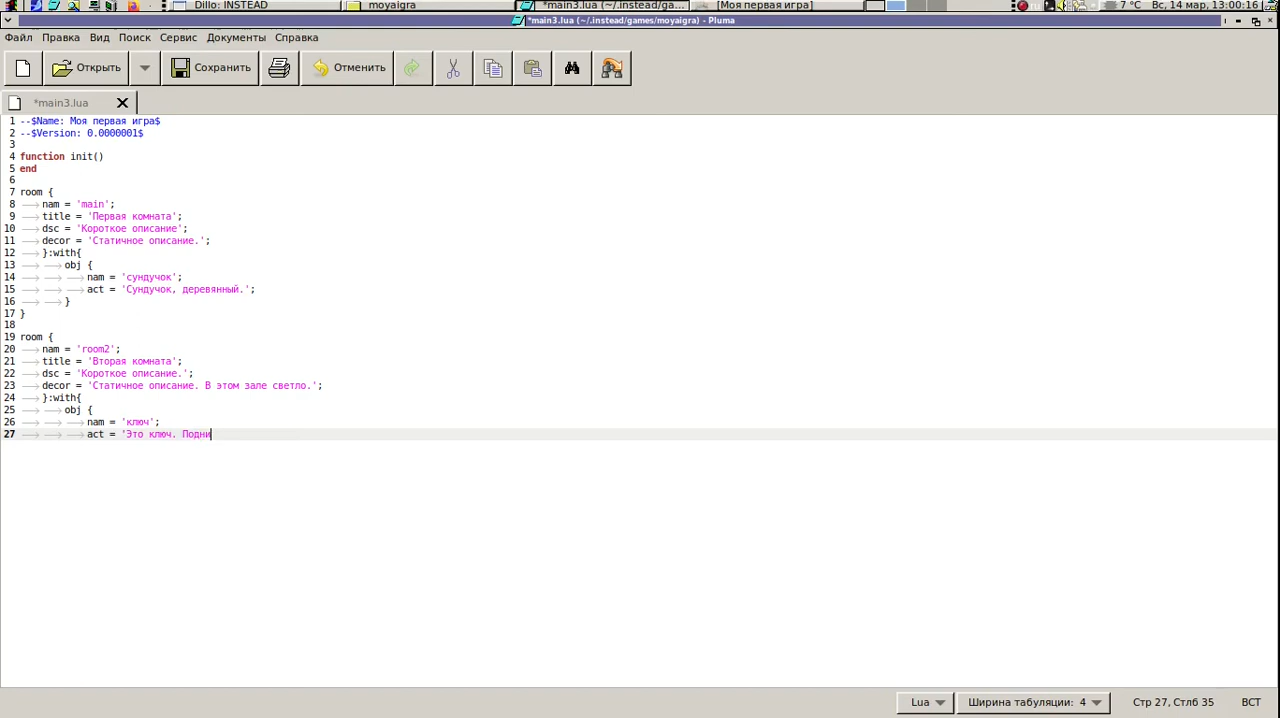 Dillo: INSTEAD
moyaigra
*main3.lua (~/.instead/ga...
[Моя первая игра]
7 °C Вс, 14 мар, 13:00:16
*main3.lua (~/.instead/games/moyaigra) - Pluma
Файл Правка Вид Поиск Сервис Документы Справка
Открыть Сохранить Отменить
*main3.lua
1 --$Name: Моя первая игра$
2 --$Version: 0.0000001$
3
4 function init()
5 end
6
7 room {
8 nam = 'main';
9 title = 'Первая комната';
10 dsc = 'Короткое описание';
11 decor = 'Статичное описание.';
12 }:with{
13 obj {
14 nam = 'сундучок';
15 act = 'Сундучок, деревянный.';
16 }
17 }
18
19 room {
20 nam = 'room2';
21 title = 'Вторая комната';
22 dsc = 'Короткое описание.';
23 decor = 'Статичное описание. В этом зале светло.';
24 }:with{
25 obj {
26 nam = 'ключ';
27 act = 'Это ключ. Подни
Lua Ширина табуляции: 4 Стр 27, Стлб 35 ВСТ